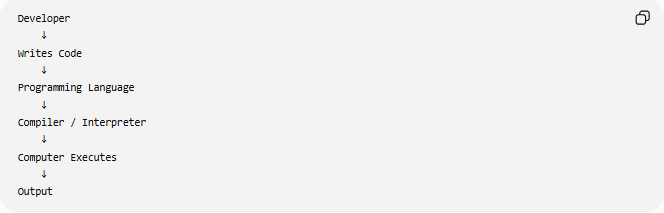 Developer
↓
Writes Code
↓
Programming Language
↓
Compiler / Interpreter
↓
Computer Executes
↓
Output